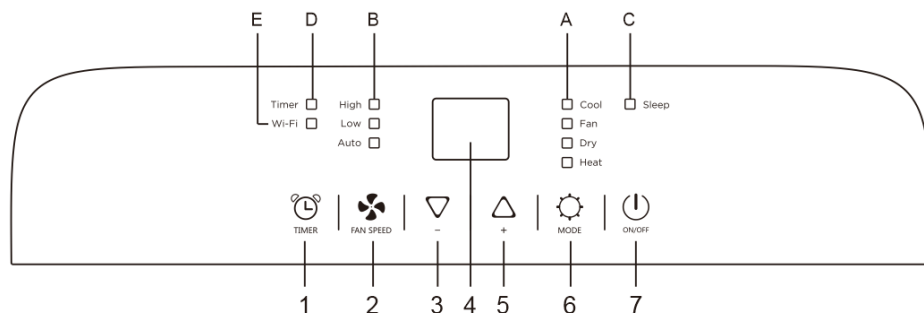 E D B A C
Timer High Cool Sleep
Wi-Fi Low Fan
Auto Dry
Heat
TIMER FAN SPEED − + MODE ON/OFF
1 2 3 4 5 6 7